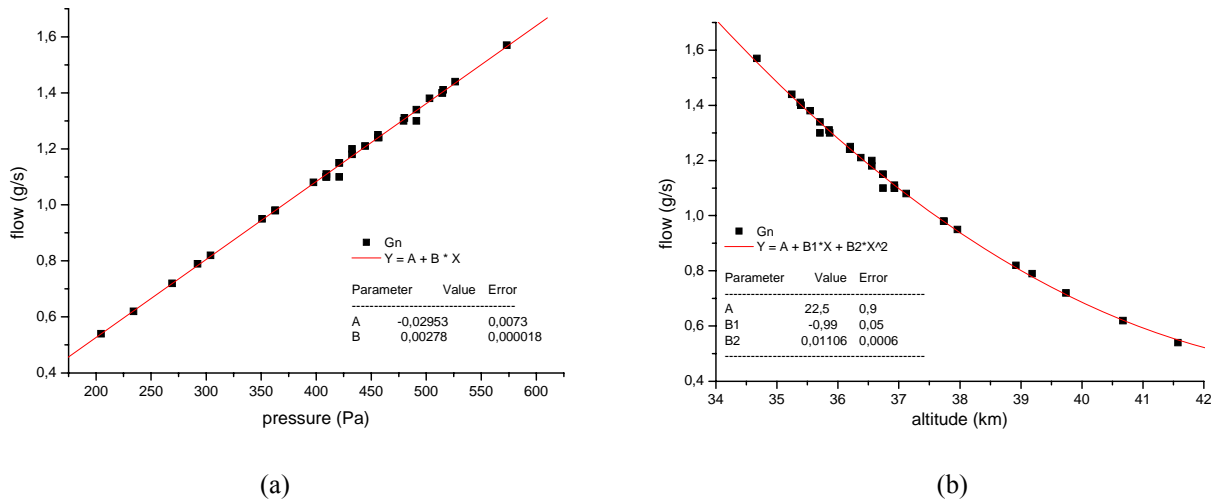 1,6
1,4
1,2
1,0
0,8
0,6
0,4
flow (g/s)
Gn
Y = A + B * X
Parameter Value Error
---------------------------------------
A -0,02953 0,0073
B 0,00278 0,000018
200 250 300 350 400 450 500 550 600
pressure (Pa)
(a)
1,6
1,4
1,2
1,0
0,8
0,6
0,4
flow (g/s)
Gn
Y = A + B1*X + B2*X^2
Parameter Value Error
------------------------------------------------
A 22,5 0,9
B1 -0,99 0,05
B2 0,01106 0,0006
------------------------------------------------
34 35 36 37 38 39 40 41 42
altitude (km)
(b)